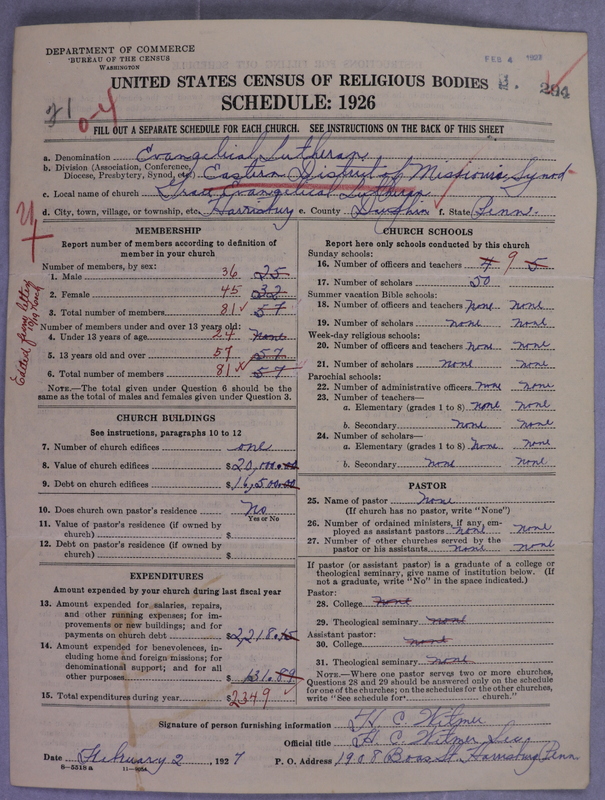 DEPARTMENT OF COMMERCE
BUREAU OF THE CENSUS
WASHINGTON
FEB 4 1927
294
UNITED STATES CENSUS OF RELIGIOUS BODIES
SCHEDULE: 1926
21
0-4
FILL OUT A SEPARATE SCHEDULE FOR EACH CHURCH. SEE INSTRUCTIONS ON THE BACK OF THIS SHEET
a. Denomination Evangelical Lutheran
b. Division (Association, Conference, Diocese, Presbytery, Synod, etc.) Eastern District of Missouri Synod
c. Local name of church Grace Evangelical Lutheran
d. City, town, village, or township, etc. Harrisburg e. County Dauphin f. State Penn.
MEMBERSHIP
Report number of members according to definition of
member in your church
Number of members, by sex:
1. Male 36 25
2. Female 45 32
3. Total number of members 81 57
Number of members under and over 13 years old:
4. Under 13 years of age 24 none
5. 13 years old and over 57 57
6. Total number of members 81 57
NOTE.—The total given under Question 6 should be the
same as the total of males and females given under Question 3.
Edited from letter
CHURCH BUILDINGS
See instructions, paragraphs 10 to 12
7. Number of church edifices one
8. Value of church edifices $20,000.00
9. Debt on church edifices $16,500.00
10. Does church own pastor's residence No
Yes or No
11. Value of pastor's residence (if owned by
church) $
12. Debt on pastor's residence (if owned by
church) $
EXPENDITURES
Amount expended by your church during last fiscal year
13. Amount expended for salaries, repairs,
and other running expenses; for im-
provements or new buildings; and for
payments on church debt $2,218.15
14. Amount expended for benevolences, in-
cluding home and foreign missions; for
denominational support; and for all
other purposes $131.89
15. Total expenditures during year $2349
CHURCH SCHOOLS
Report here only schools conducted by this church
Sunday schools:
16. Number of officers and teachers 9 5
17. Number of scholars 50
Summer vacation Bible schools:
18. Number of officers and teachers none none
19. Number of scholars none none
Week-day religious schools:
20. Number of officers and teachers none none
21. Number of scholars none none
Parochial schools:
22. Number of administrative officers none none
23. Number of teachers—
a. Elementary (grades 1 to 8) none none
b. Secondary none none
24. Number of scholars—
a. Elementary (grades 1 to 8) none none
b. Secondary none none
PASTOR
25. Name of pastor none
(If church has no pastor, write "None")
26. Number of ordained ministers, if any, em-
ployed as assistant pastors none none
27. Number of other churches served by the
pastor or his assistants none none
If pastor (or assistant pastor) is a graduate of a college or
theological seminary, give name of institution below. (If
not a graduate, write "No" in the space indicated.)
Pastor:
28. College none
29. Theological seminary none
Assistant pastor:
30. College none
31. Theological seminary none
NOTE.—Where one pastor serves two or more churches,
Questions 28 and 29 should be answered only on the schedule
for one of the churches; on the schedules for the other churches,
write "See schedule for church."
Signature of person furnishing information H. C. Witmer
Official title H. C. Witmer Sec.
Date February 2, 1927 P. O. Address 1908 Boas St. Harrisburg Penn.
8-5518a